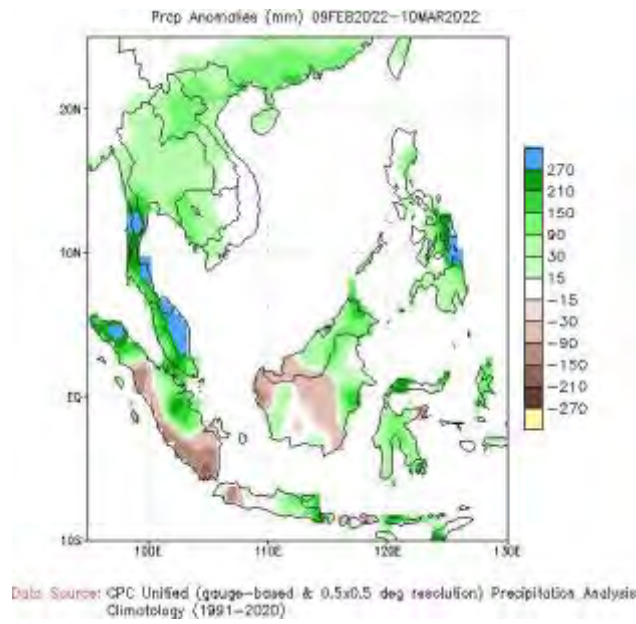 Prcp Anomalies (mm) 09FEB2022-10MAR2022
20N
10N
EQ
10S
100E
110E
120E
130E
270
210
150
90
30
15
-15
-30
-90
-150
-210
-270
Data Source: CPC Unified (gauge-based & 0.5x0.5 deg resolution) Precipitation Analysis
Climatology (1991-2020)